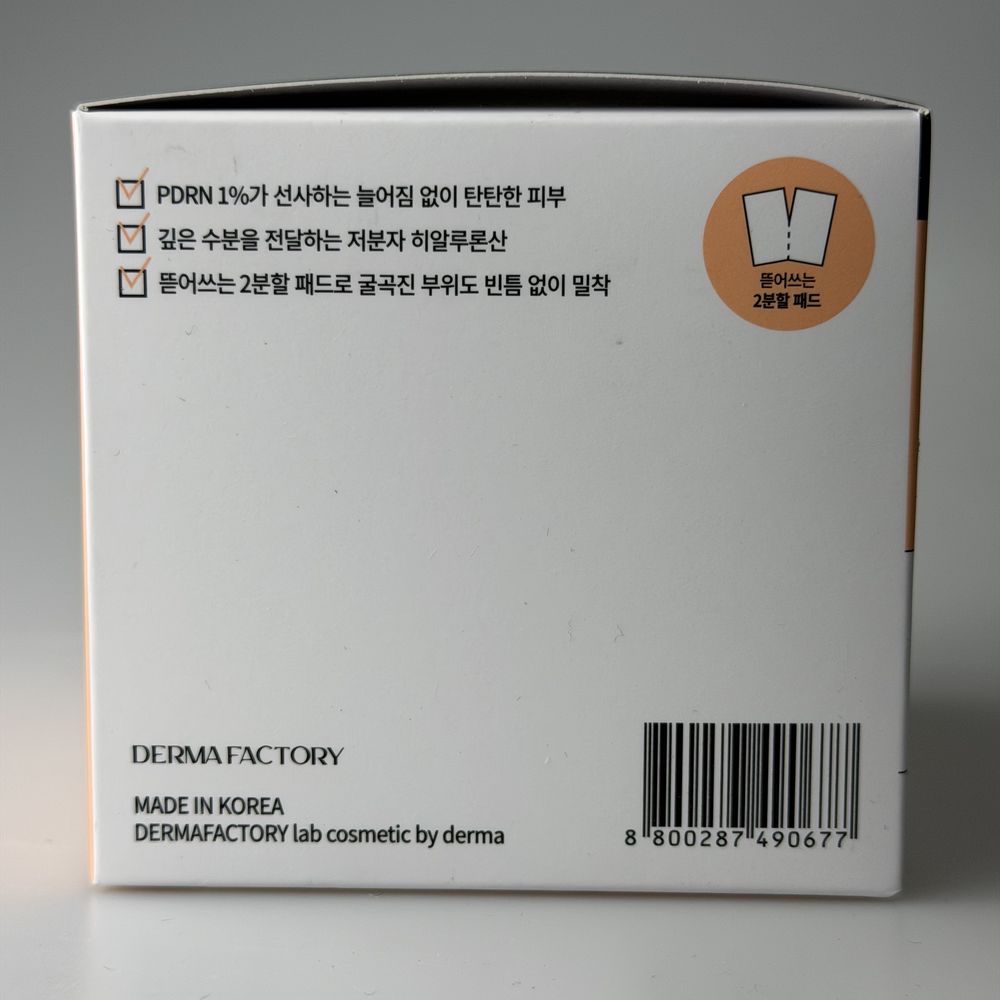 PDRN 1%가 선사하는 늘어짐 없이 탄탄한 피부
깊은 수분을 전달하는 저분자 히알루론산
뜯어쓰는 2분할 패드로 굴곡진 부위도 빈틈 없이 밀착
뜯어쓰는
2분할 패드
DERMA FACTORY
MADE IN KOREA
DERMAFACTORY lab cosmetic by derma
8 800287 490677